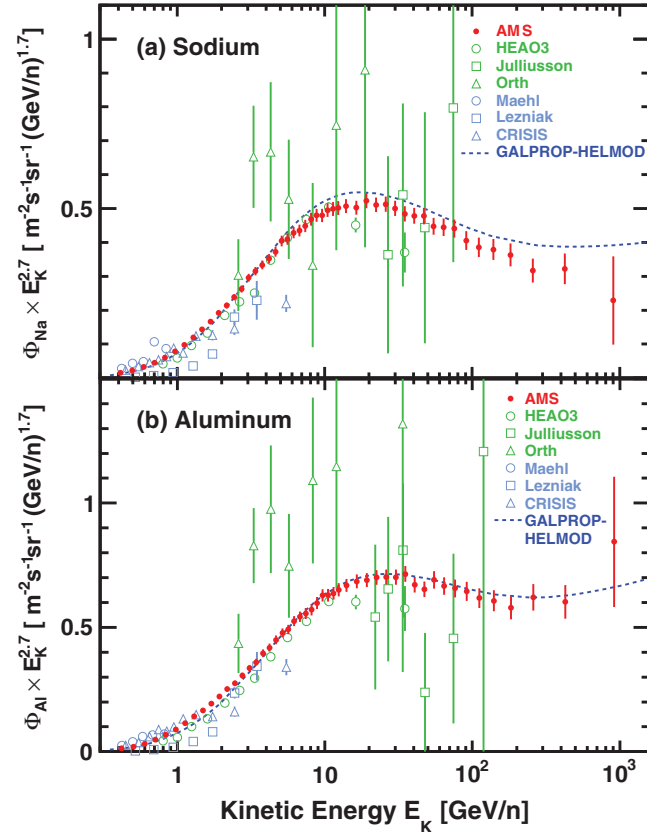 1
(a) Sodium
AMS
HEAO3
Julliusson
Orth
Maehl
Lezniak
CRISIS
GALPROP-HELMOD
0.5
Φ_Na × E_K^2.7 [ m^-2s^-1sr^-1 (GeV/n)^1.7]
(b) Aluminum
AMS
HEAO3
Julliusson
Orth
Maehl
Lezniak
CRISIS
GALPROP-
HELMOD
1
0.5
0
Φ_Al × E_K^2.7 [ m^-2s^-1sr^-1 (GeV/n)^1.7]
1 10 10^2 10^3
Kinetic Energy E_K [GeV/n]